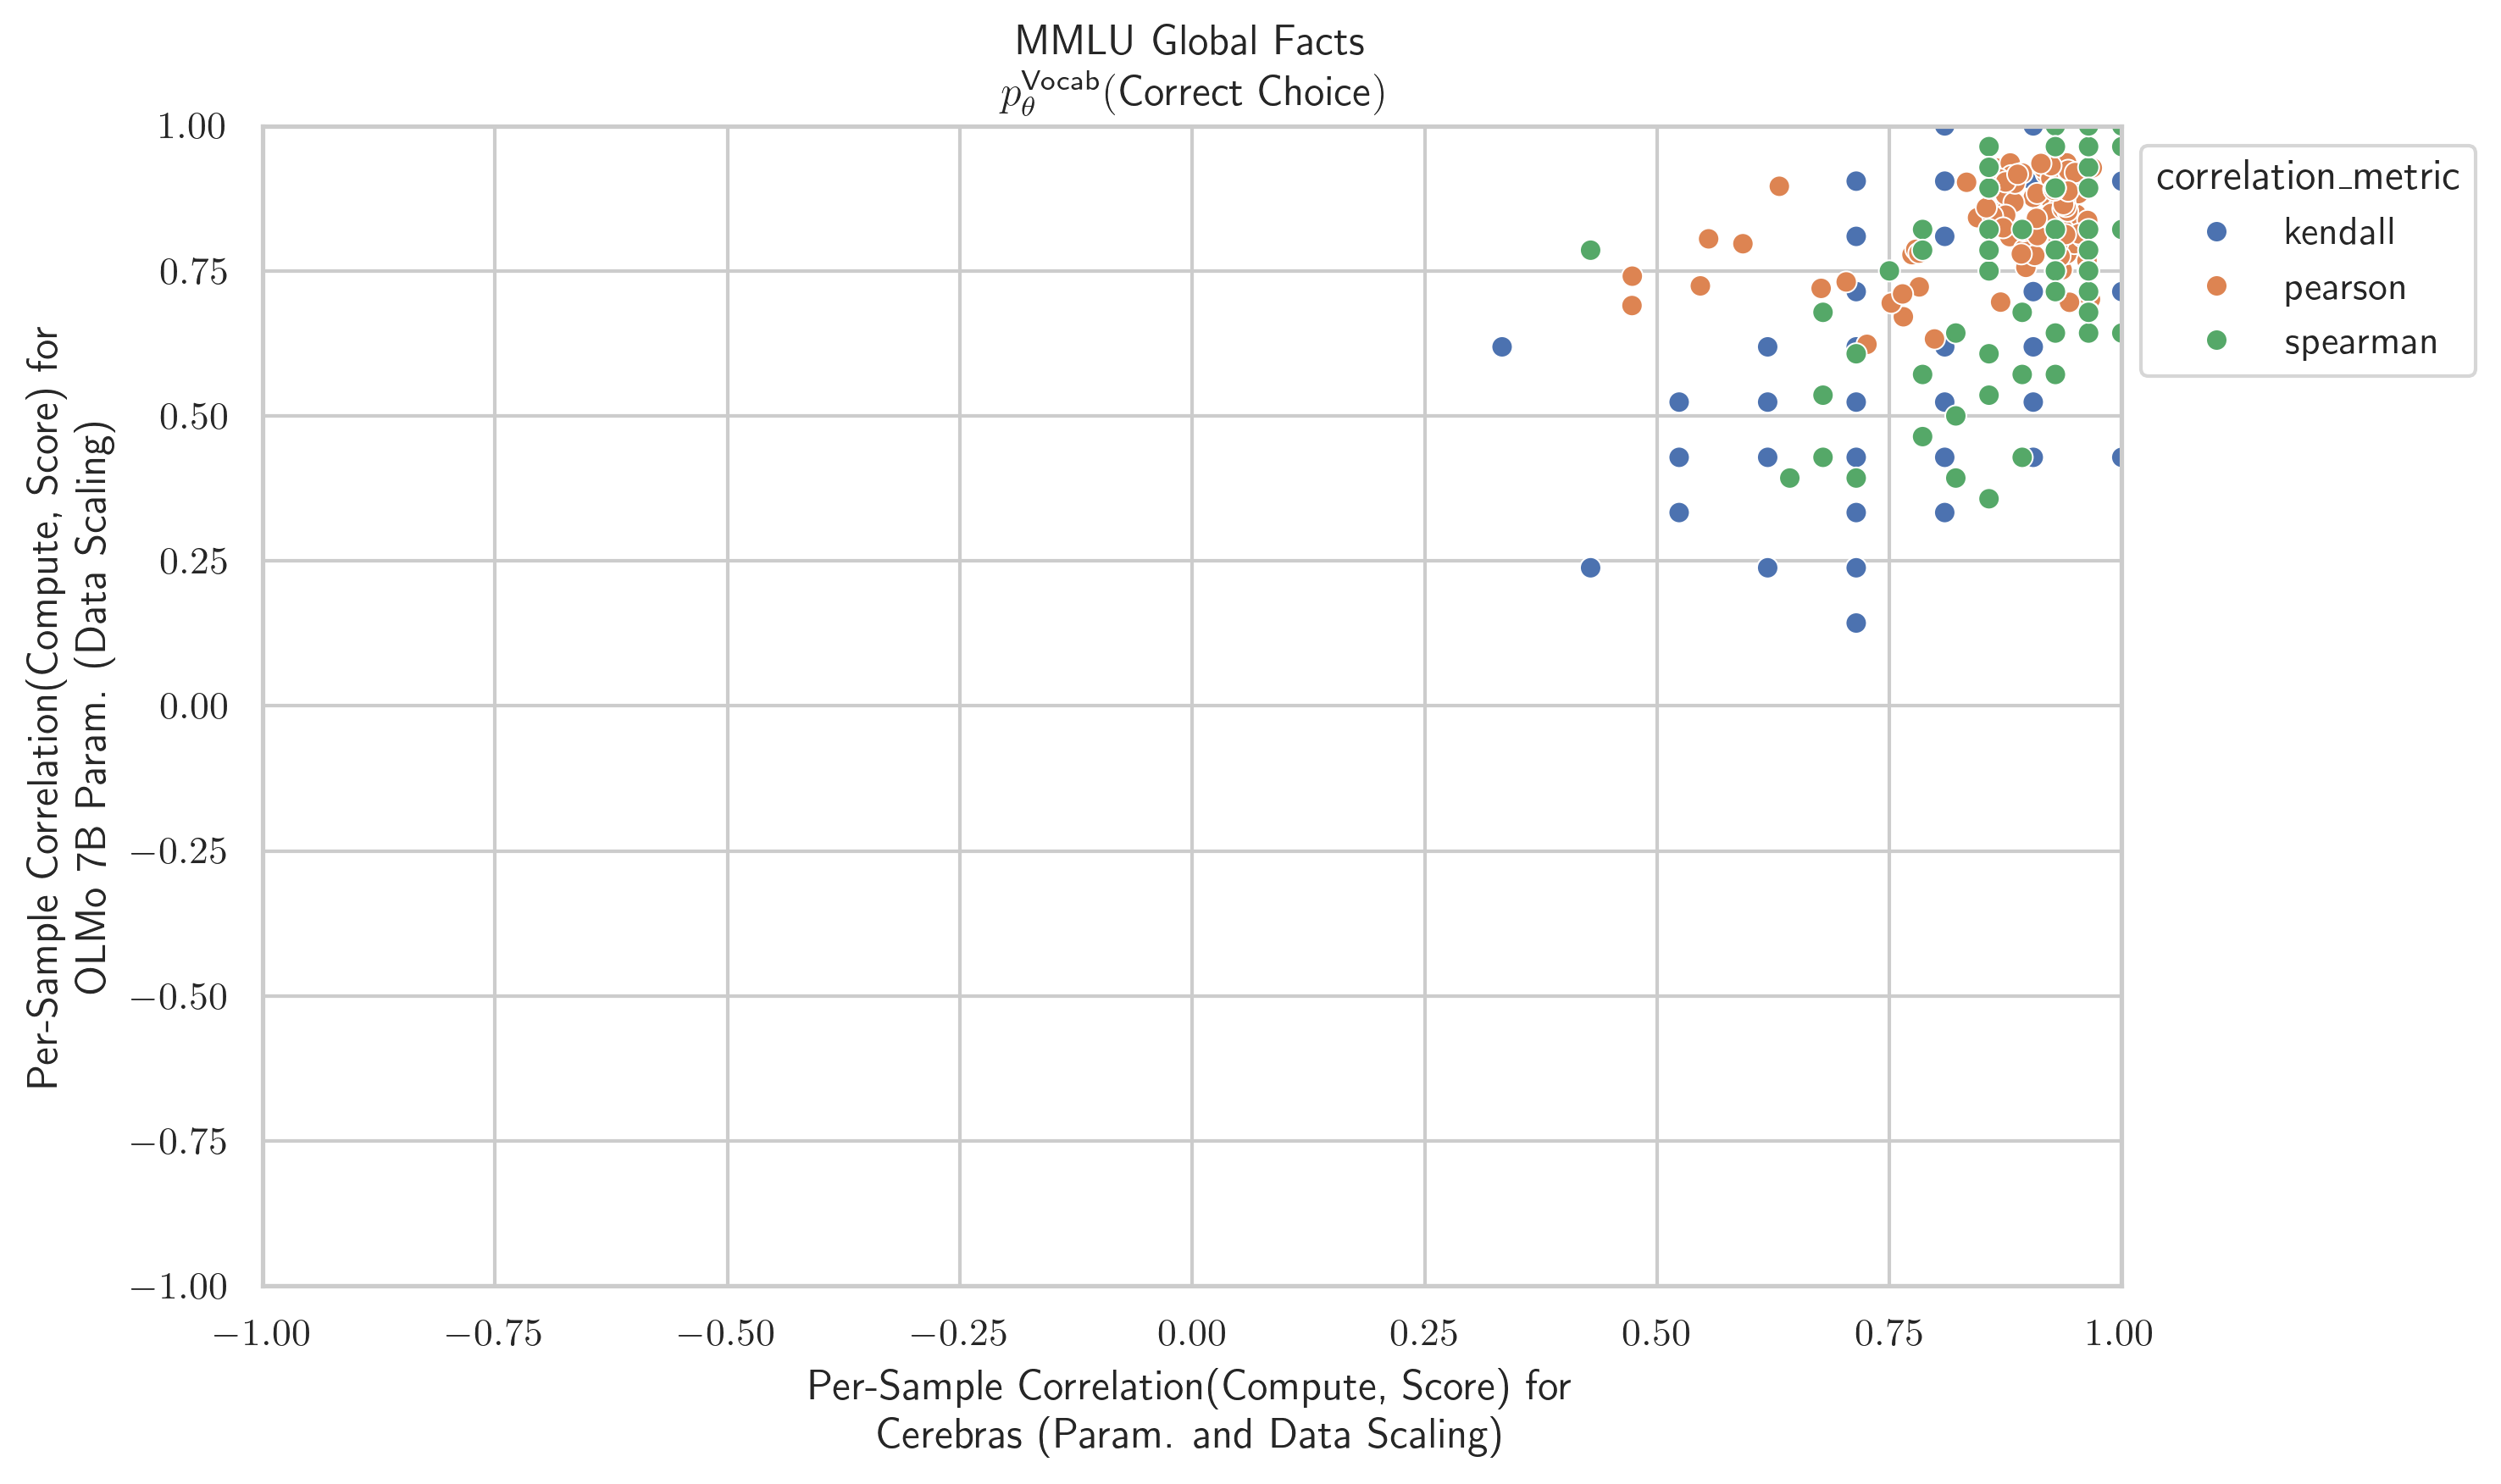 MMLU Global Facts
p_θ^Vocab(Correct Choice)
Per-Sample Correlation(Compute, Score) for
OLMo 7B Param. (Data Scaling)
1.00
0.75
0.50
0.25
0.00
−0.25
−0.50
−0.75
−1.00
−1.00 −0.75 −0.50 −0.25 0.00 0.25 0.50 0.75 1.00
Per-Sample Correlation(Compute, Score) for
Cerebras (Param. and Data Scaling)
correlation_metric
kendall
pearson
spearman